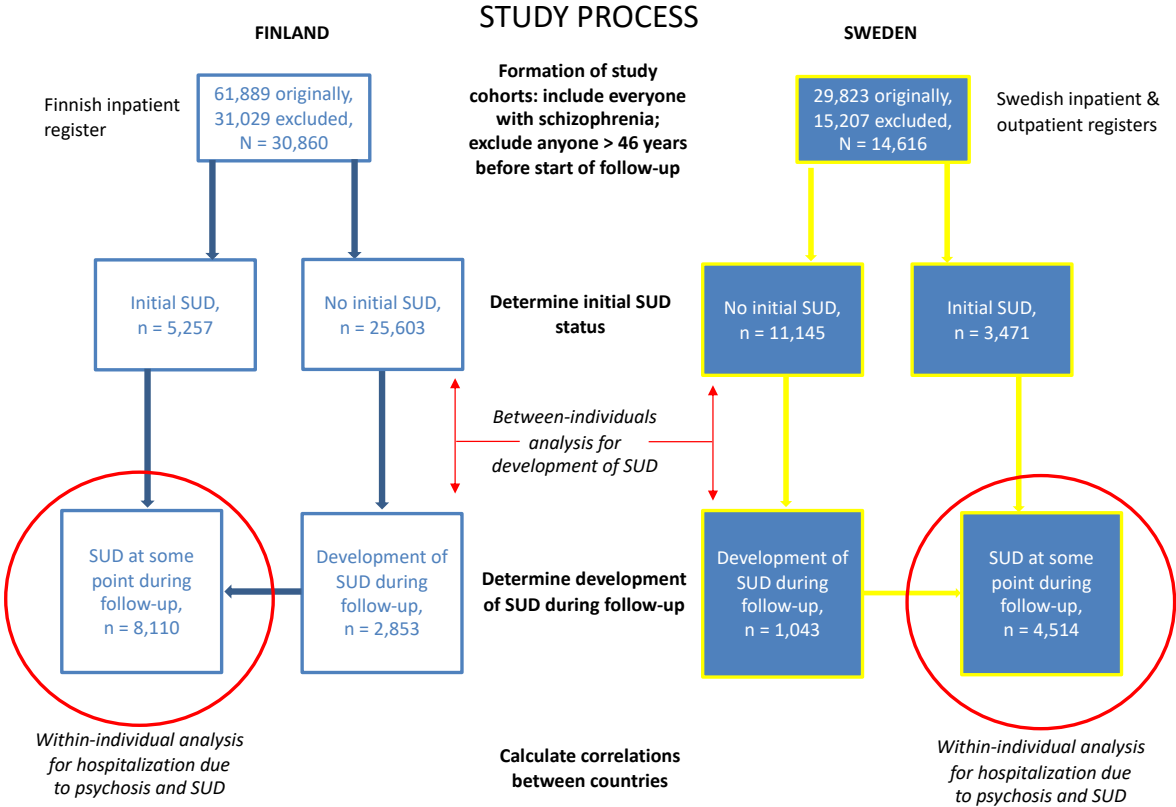 STUDY PROCESS
FINLAND
SWEDEN
Finnish inpatient
register
61,889 originally,
31,029 excluded,
N = 30,860
Formation of study
cohorts: include everyone
with schizophrenia;
exclude anyone > 46 years
before start of follow-up
29,823 originally,
15,207 excluded,
N = 14,616
Swedish inpatient &
outpatient registers
Initial SUD,
n = 5,257
No initial SUD,
n = 25,603
Determine initial SUD
status
No initial SUD,
n = 11,145
Initial SUD,
n = 3,471
Between-individuals
analysis for
development of SUD
SUD at some
point during
follow-up,
n = 8,110
Development of
SUD during
follow-up,
n = 2,853
Determine development
of SUD during follow-up
Development of
SUD during
follow-up,
n = 1,043
SUD at some
point during
follow-up,
n = 4,514
Within-individual analysis
for hospitalization due
to psychosis and SUD
Calculate correlations
between countries
Within-individual analysis
for hospitalization due
to psychosis and SUD